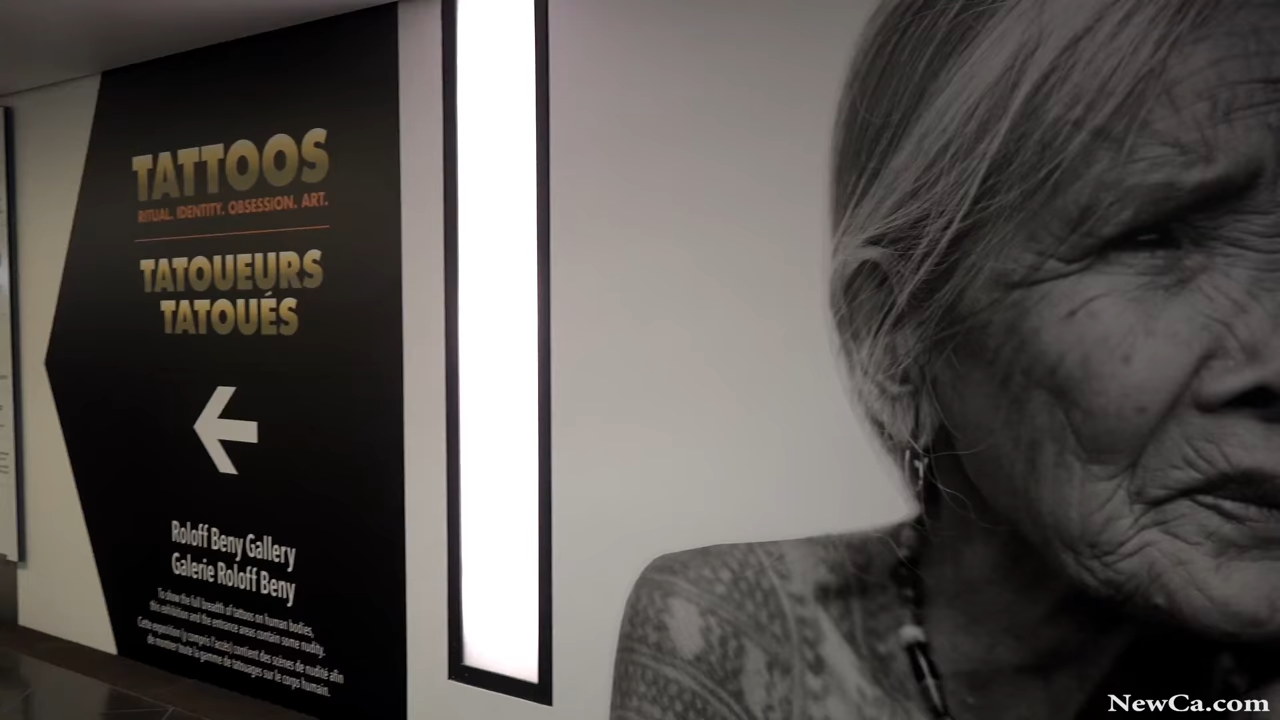 TATTOOS
RITUAL. IDENTITY. OBSESSION. ART.
TATOUEURS
TATOUÉS
Roloff Beny Gallery
Galerie Roloff Beny
To show the full breadth of tattoos on human bodies,
this exhibition and the entrance areas contain some nudity.
Cette exposition (y compris l'accès) contient des scènes de nudité afin
de montrer toute la gamme de tatouages sur le corps humain.
NewCa.com